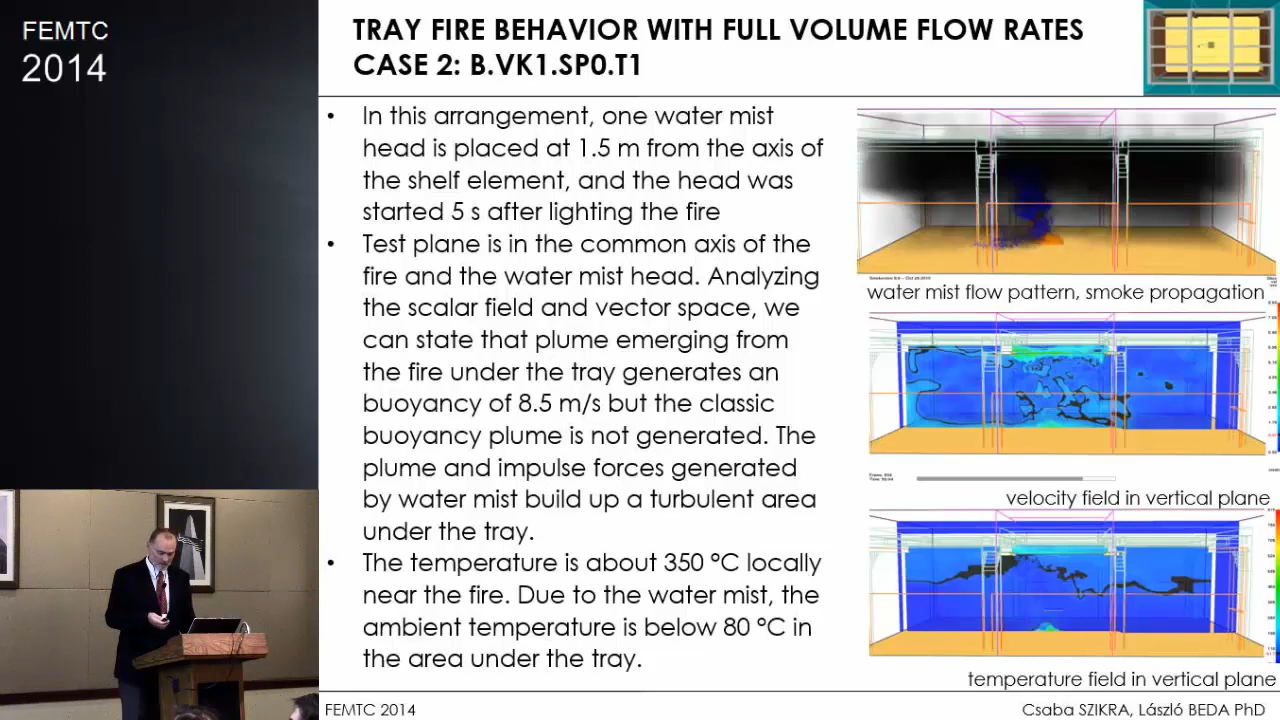 FEMTC
2014
TRAY FIRE BEHAVIOR WITH FULL VOLUME FLOW RATES
CASE 2: B.VK1.SP0.T1
• In this arrangement, one water mist
head is placed at 1.5 m from the axis of
the shelf element, and the head was
started 5 s after lighting the fire
• Test plane is in the common axis of the
fire and the water mist head. Analyzing
the scalar field and vector space, we
can state that plume emerging from
the fire under the tray generates an
buoyancy of 8.5 m/s but the classic
buoyancy plume is not generated. The
plume and impulse forces generated
by water mist build up a turbulent area
under the tray.
• The temperature is about 350 °C locally
near the fire. Due to the water mist, the
ambient temperature is below 80 °C in
the area under the tray.
water mist flow pattern, smoke propagation
velocity field in vertical plane
temperature field in vertical plane
FEMTC 2014
Csaba SZIKRA, László BEDA PhD